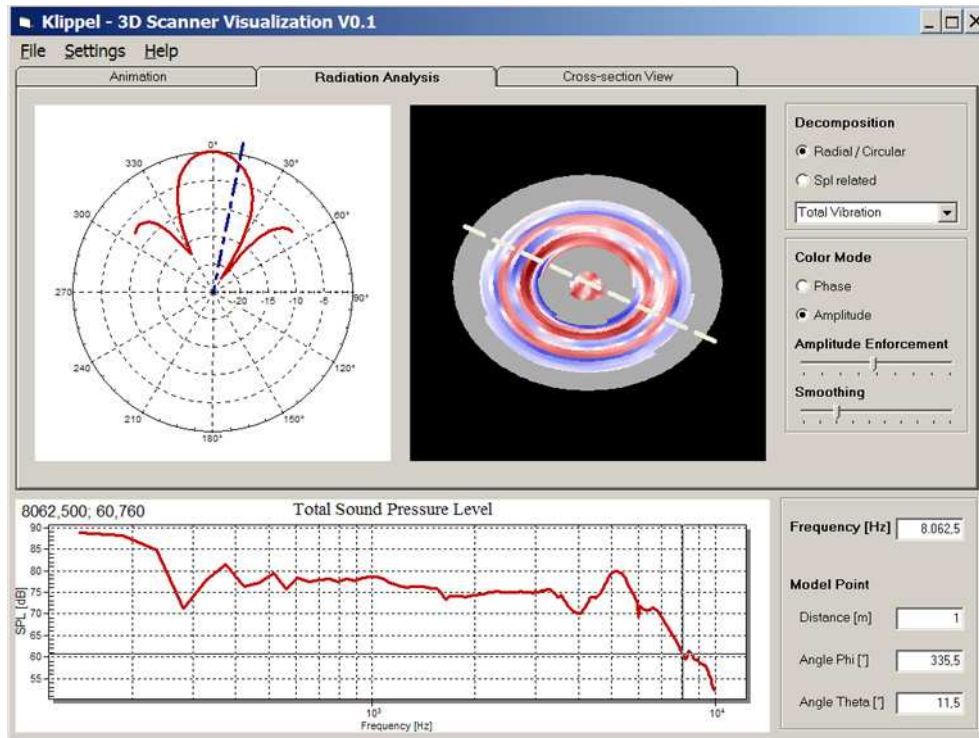 Klippel - 3D Scanner Visualization V0.1
File Settings Help
Animation Radiation Analysis Cross-section View
0°
330 30°
300 60°
270 -20 -15 -10 -5 90°
240 120°
210 150°
180°
Decomposition
Radial / Circular
Spl related
Total Vibration
Color Mode
Phase
Amplitude
Amplitude Enforcement
Smoothing
8062,500; 60,760 Total Sound Pressure Level
90
85
80
75
70
65
60
55
SPL [dB]
10³ 10⁴
Frequency [Hz]
Frequency [Hz] 8.062,5
Model Point
Distance [m] 1
Angle Phi [°] 335,5
Angle Theta [°] 11,5